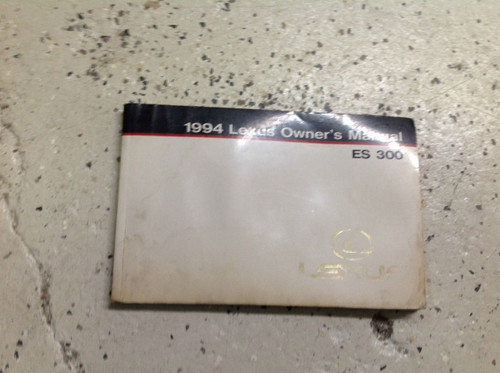 1994 Lexus Owner's Manual
ES 300
LEXUS